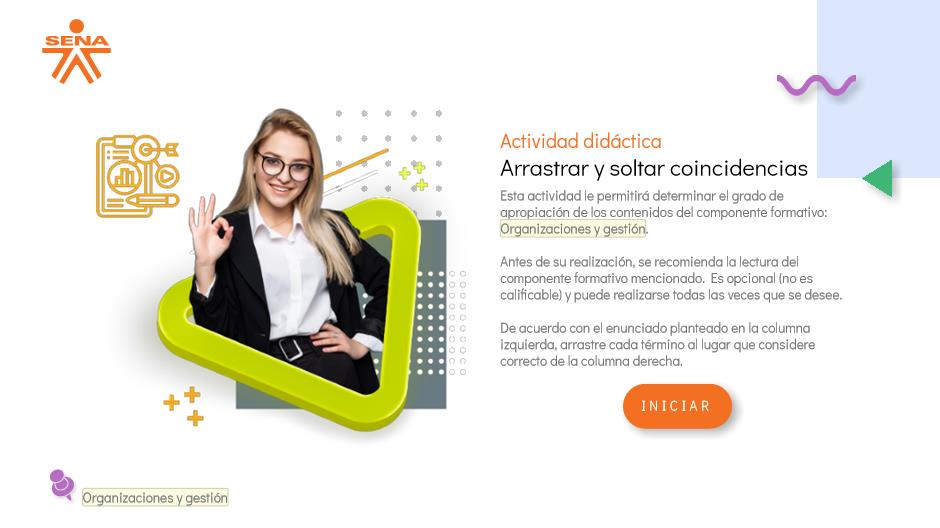 SENA
Actividad didáctica
Arrastrar y soltar coincidencias
Esta actividad le permitirá determinar el grado de
apropiación de los contenidos del componente formativo:
Organizaciones y gestión.
Antes de su realización, se recomienda la lectura del
componente formativo mencionado. Es opcional (no es
calificable) y puede realizarse todas las veces que se desee.
De acuerdo con el enunciado planteado en la columna
izquierda, arrastre cada término al lugar que considere
correcto de la columna derecha.
INICIAR
Organizaciones y gestión